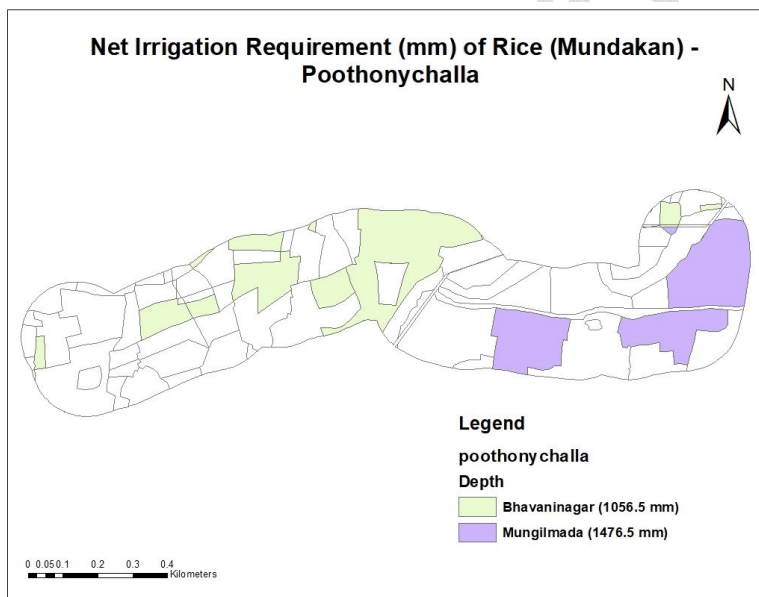 Net Irrigation Requirement (mm) of Rice (Mundakan) -
Poothonychalla
N
Legend
poothonychalla
Depth
Bhavaninagar (1056.5 mm)
Mungilmada (1476.5 mm)
0 0.05 0.1 0.2 0.3 0.4
Kilometers